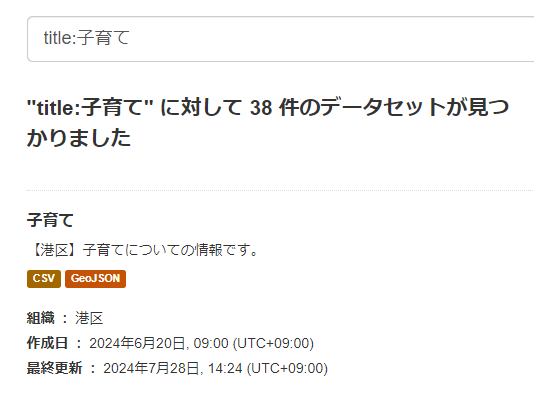 title:子育て
"title:子育て" に対して 38 件のデータセットが見つ
かりました
子育て
【港区】子育てについての情報です。
CSV GeoJSON
組織 : 港区
作成日 : 2024年6月20日, 09:00 (UTC+09:00)
最終更新 : 2024年7月28日, 14:24 (UTC+09:00)